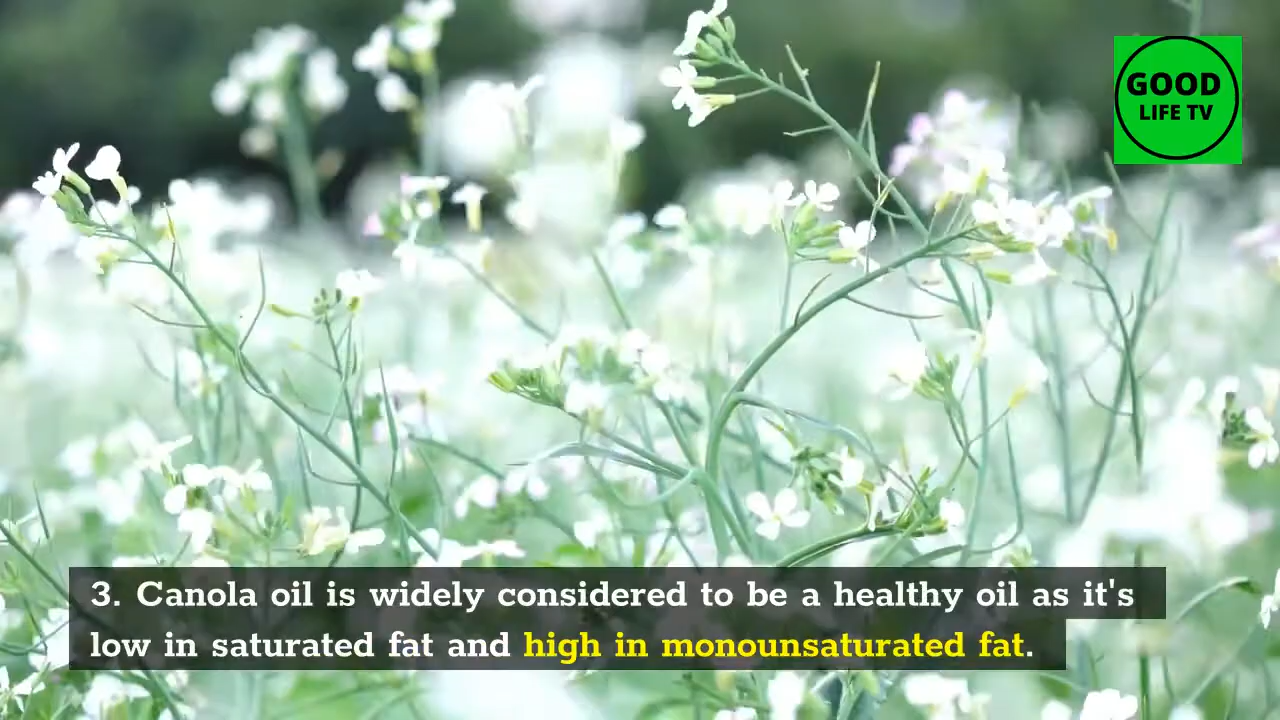 GOOD
LIFE TV
3. Canola oil is widely considered to be a healthy oil as it's
low in saturated fat and high in monounsaturated fat.